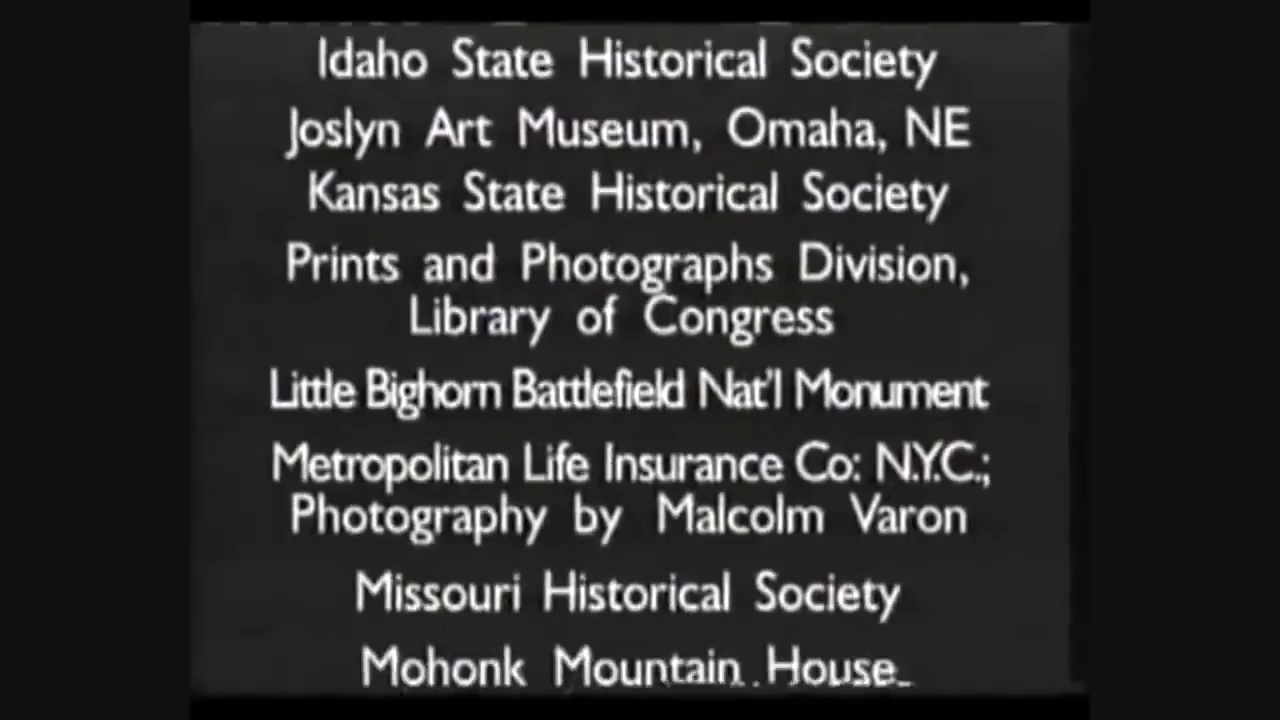 Idaho State Historical Society
Joslyn Art Museum, Omaha, NE
Kansas State Historical Society
Prints and Photographs Division,
Library of Congress
Little Bighorn Battlefield Nat'l Monument
Metropolitan Life Insurance Co: N.Y.C.;
Photography by Malcolm Varon
Missouri Historical Society
Mohonk Mountain House